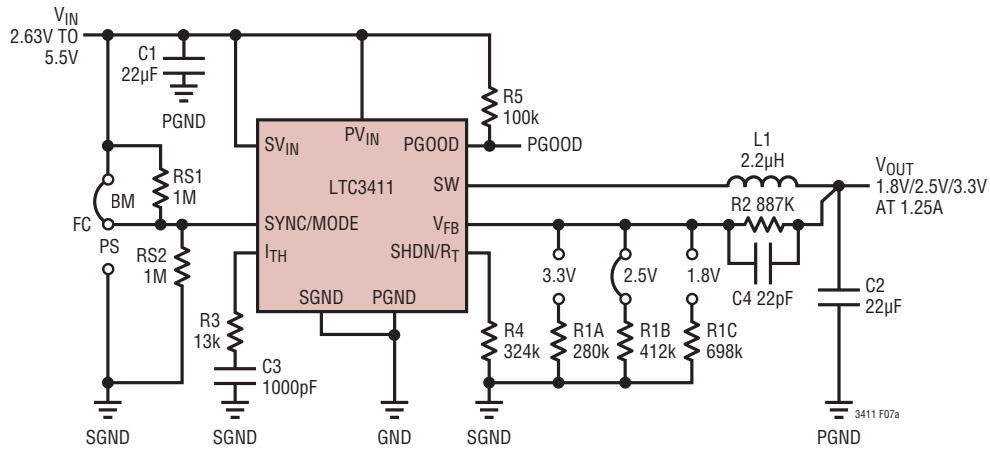 VIN
2.63V TO
5.5V
C1
22µF
PGND
R5
100k
PGOOD
SVIN
PVIN
PGOOD
LTC3411
SW
SYNC/MODE
VFB
ITH
SHDN/RT
SGND
PGND
BM
FC
PS
RS1
1M
RS2
1M
R3
13k
C3
1000pF
L1
2.2µH
VOUT
1.8V/2.5V/3.3V
AT 1.25A
R2 887K
C4 22pF
3.3V
2.5V
1.8V
R4
324k
R1A
280k
R1B
412k
R1C
698k
C2
22µF
SGND
SGND
GND
SGND
PGND
3411 F07a